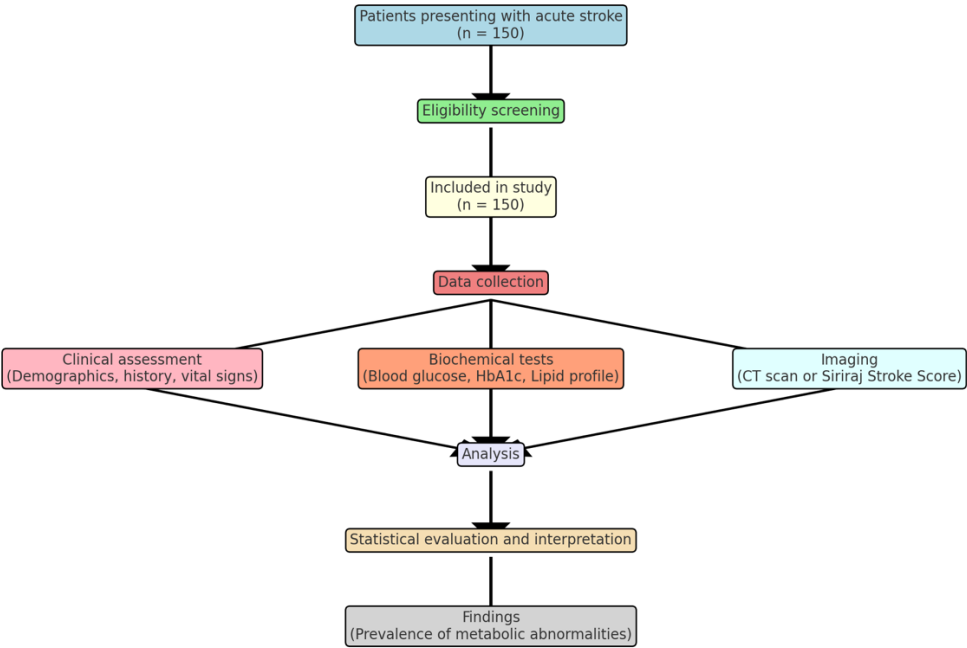 Patients presenting with acute stroke
(n = 150)
Eligibility screening
Included in study
(n = 150)
Data collection
Clinical assessment
(Demographics, history, vital signs)
Biochemical tests
(Blood glucose, HbA1c, Lipid profile)
Imaging
(CT scan or Siriraj Stroke Score)
Analysis
Statistical evaluation and interpretation
Findings
(Prevalence of metabolic abnormalities)